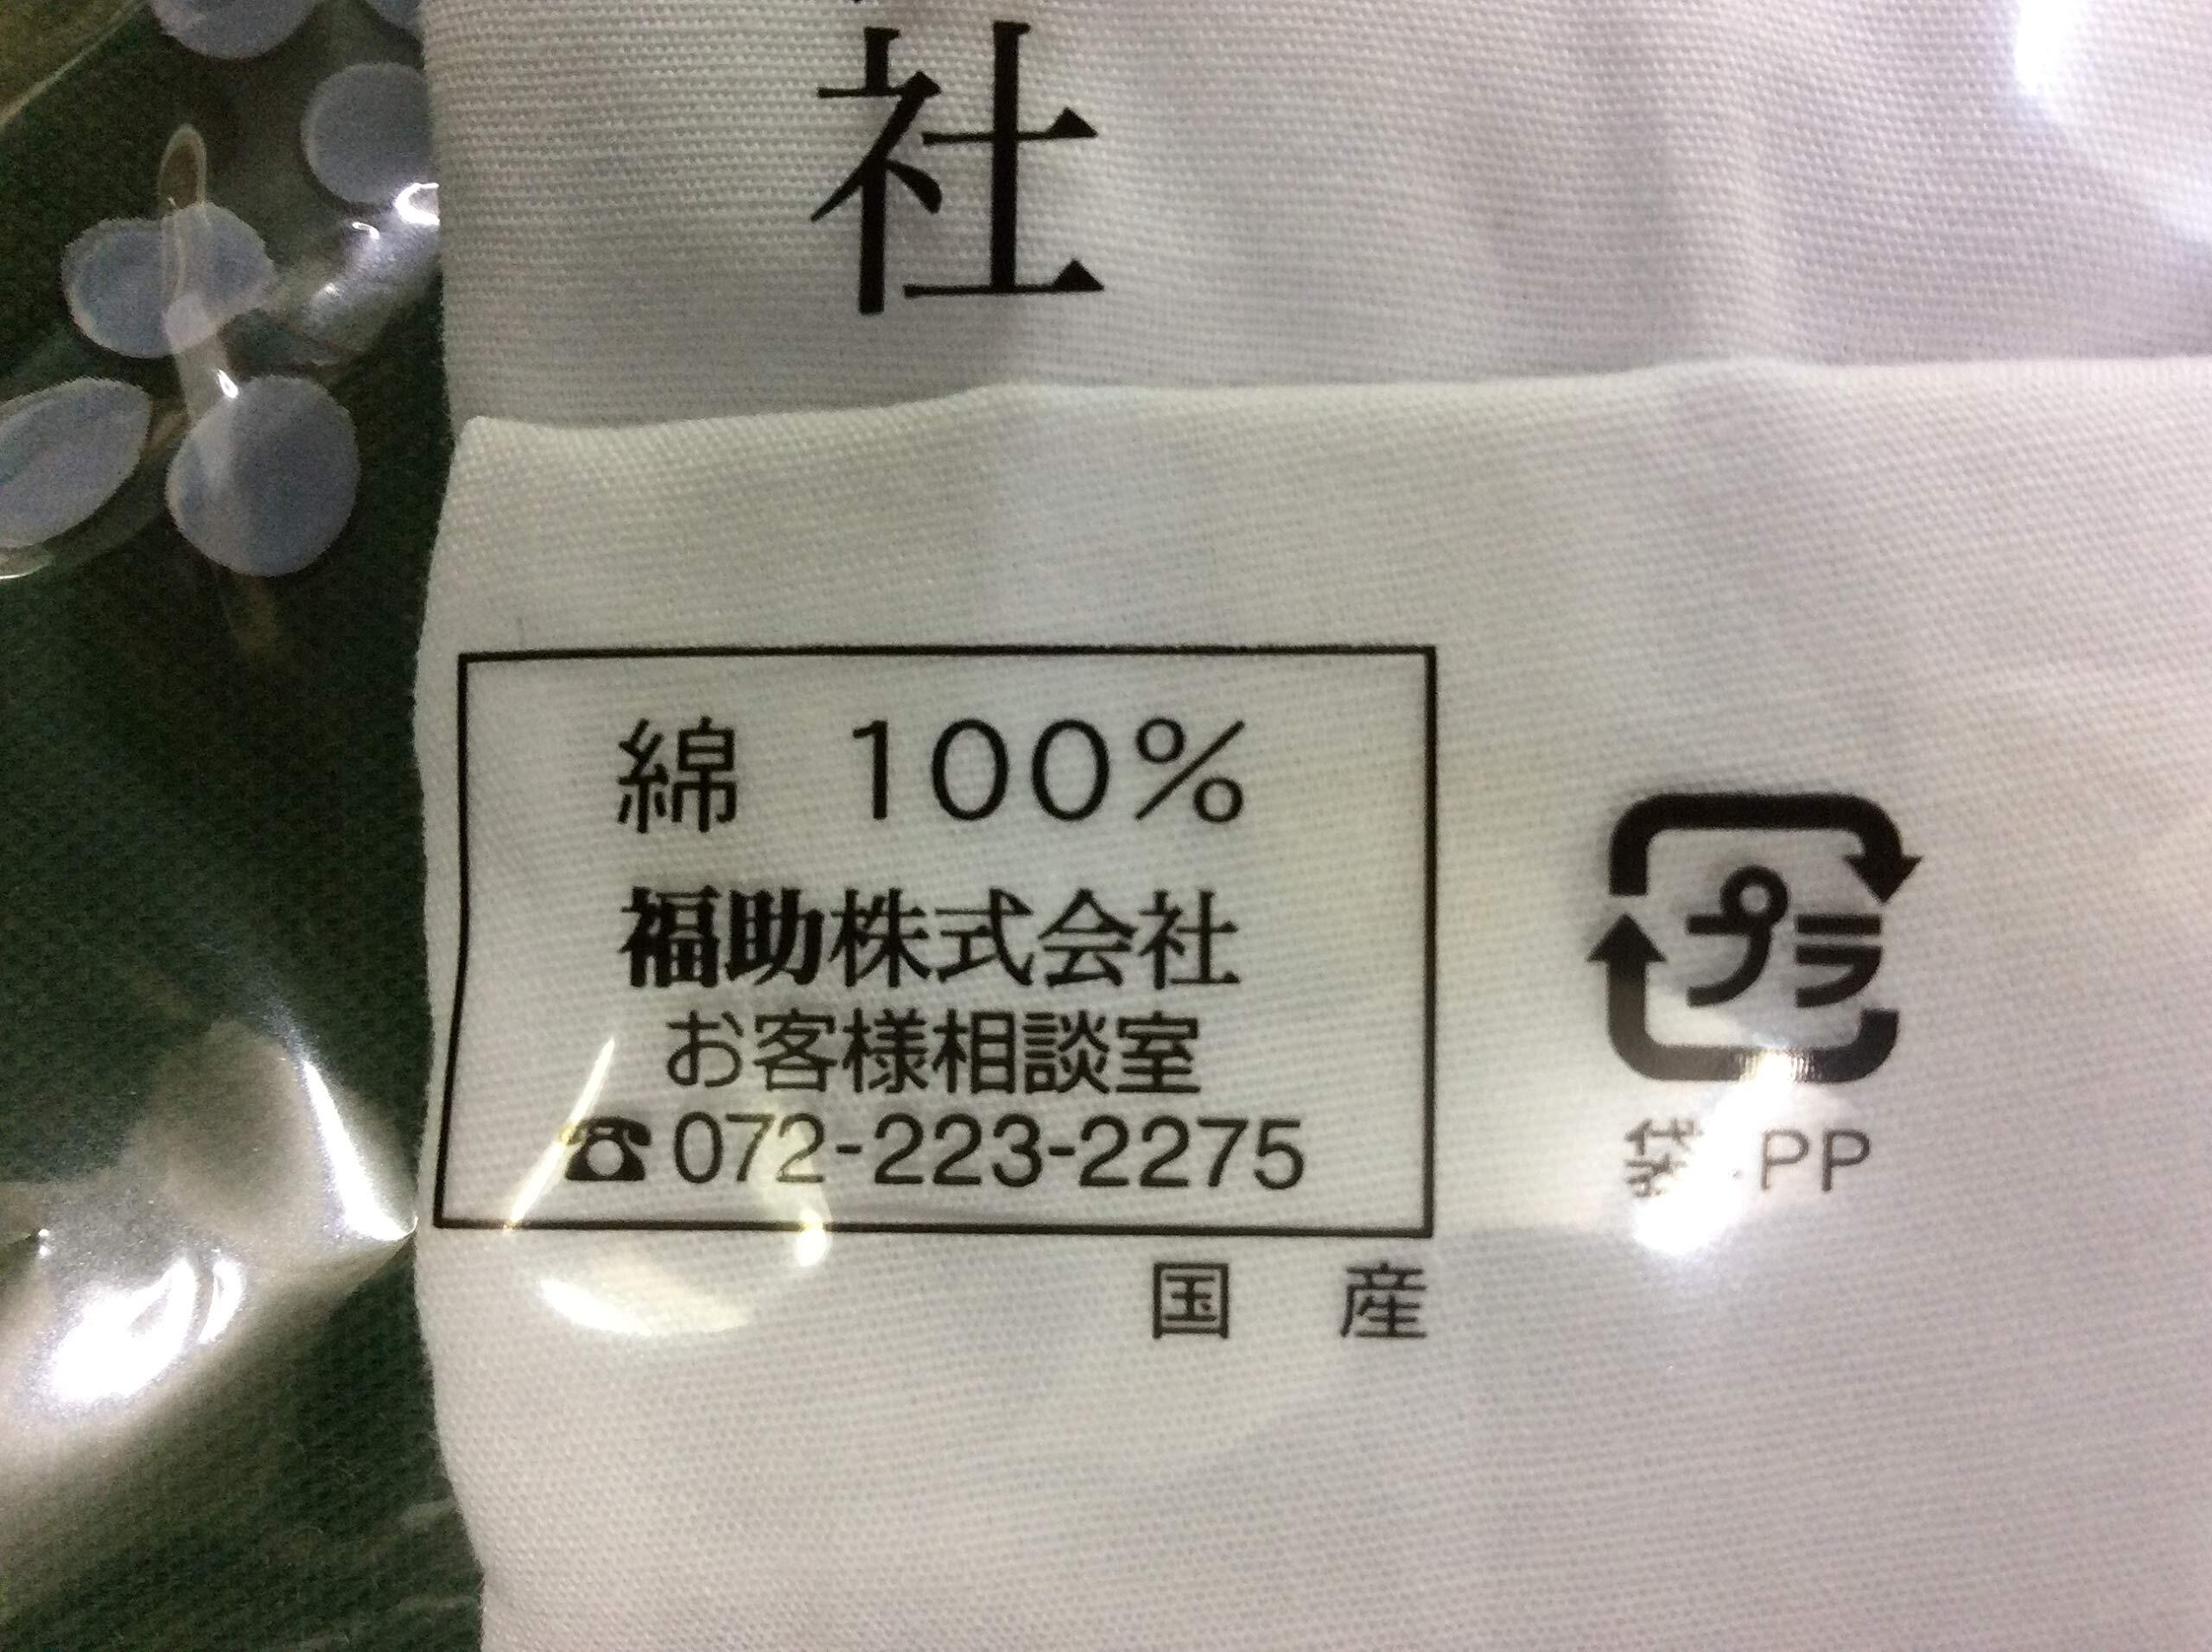 社
綿 100%
福助株式会社
お客様相談室
☎072-223-2275
国 産
プラ
袋:PP